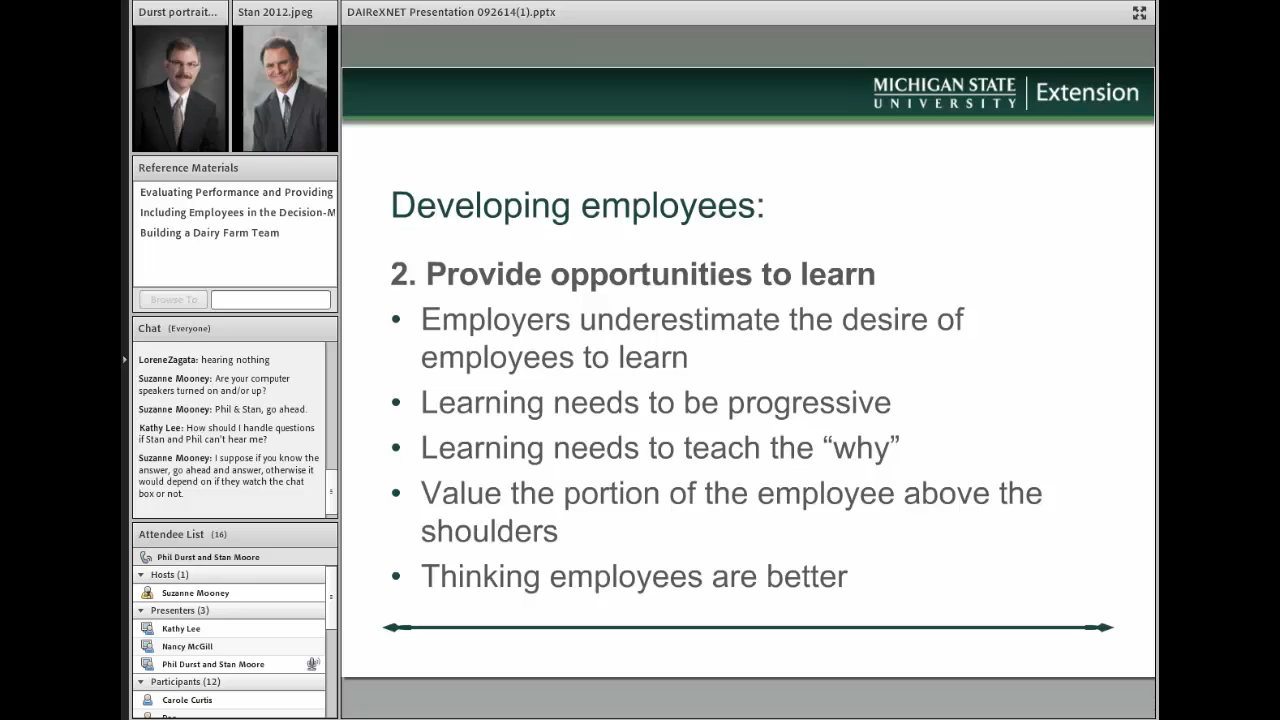 Durst portrait...
Stan 2012.jpeg
DAIReXNET Presentation 092614(1).pptx
Reference Materials
Evaluating Performance and Providing
Including Employees in the Decision-M
Building a Dairy Farm Team
Browse To
Chat (Everyone)
LoreneZagata: hearing nothing
Suzanne Mooney: Are your computer
speakers turned on and/or up?
Suzanne Mooney: Phil & Stan, go ahead.
Kathy Lee: How should I handle questions
if Stan and Phil can't hear me?
Suzanne Mooney: I suppose if you know the
answer, go ahead and answer, otherwise it
would depend on if they watch the chat
box or not.
Attendee List (16)
Phil Durst and Stan Moore
Hosts (1)
Suzanne Mooney
Presenters (3)
Kathy Lee
Nancy McGill
Phil Durst and Stan Moore
Participants (12)
Carole Curtis
MICHIGAN STATE
UNIVERSITY
Extension
Developing employees:
2. Provide opportunities to learn
• Employers underestimate the desire of
employees to learn
• Learning needs to be progressive
• Learning needs to teach the “why”
• Value the portion of the employee above the
shoulders
• Thinking employees are better